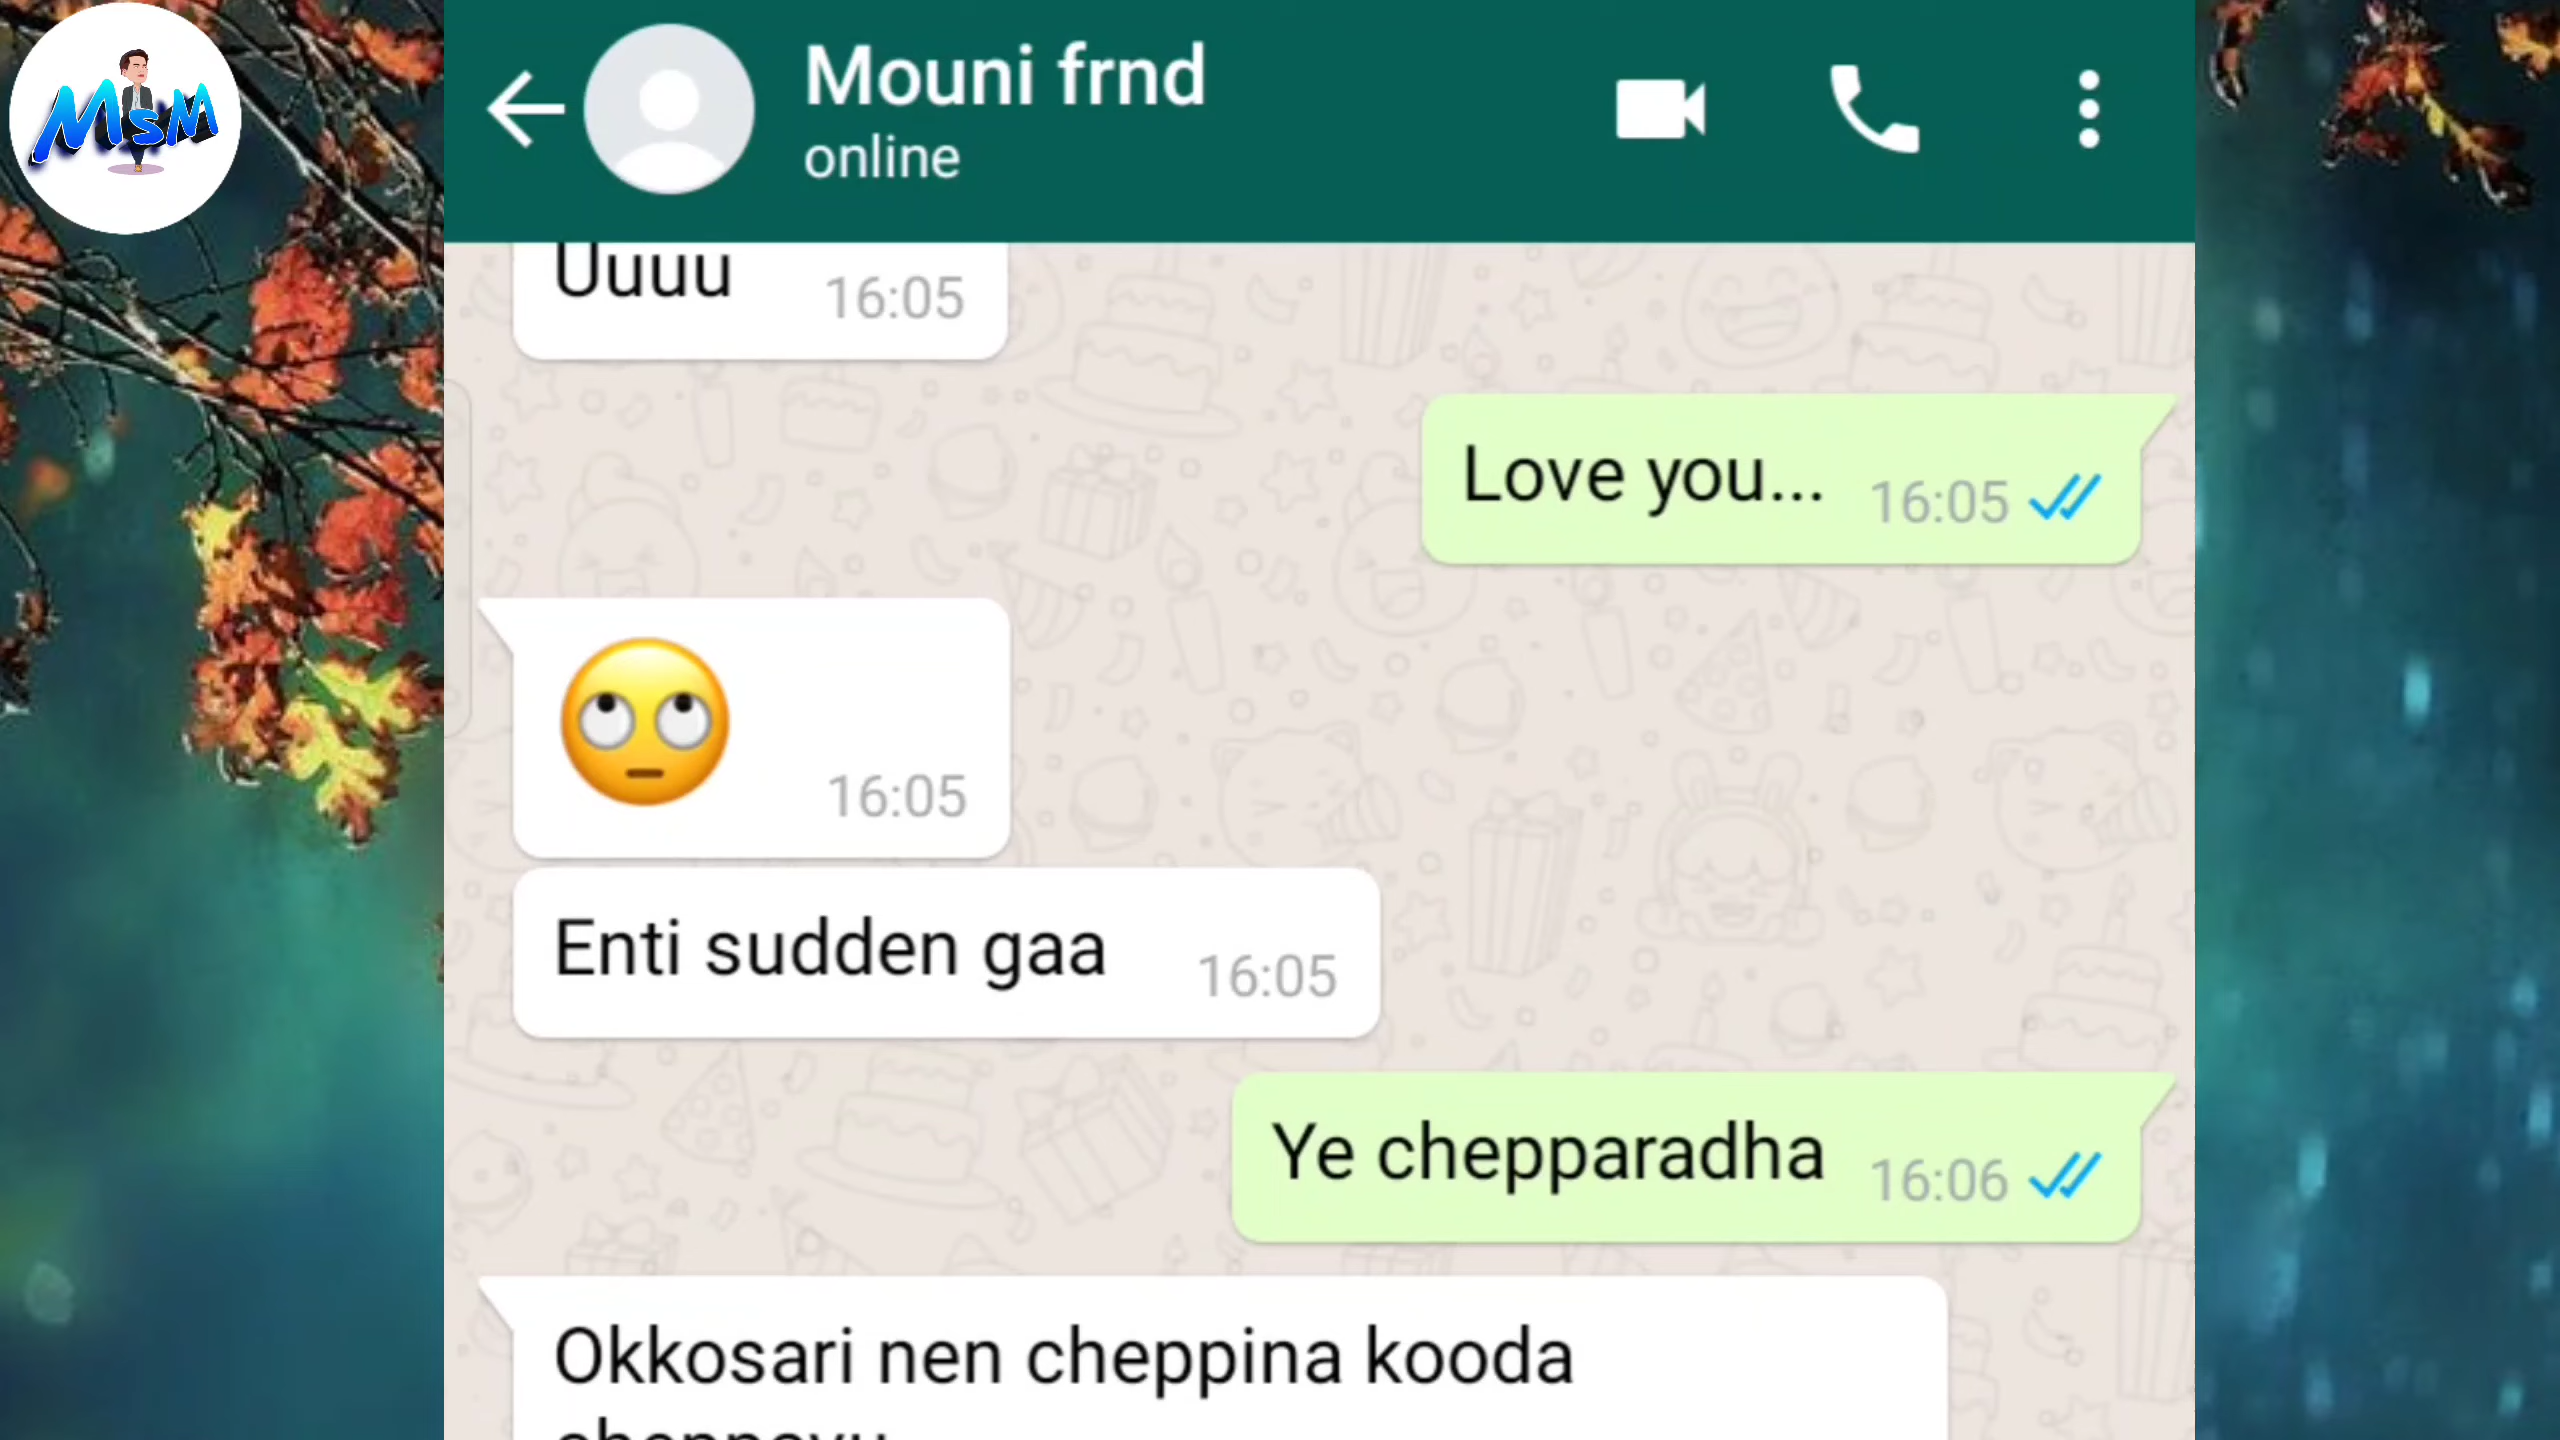 MSM
Mouni frnd
online
Uuuu 16:05
Love you... 16:05
🙄 16:05
Enti sudden gaa 16:05
Ye chepparadha 16:06
Okkosari nen cheppina kooda